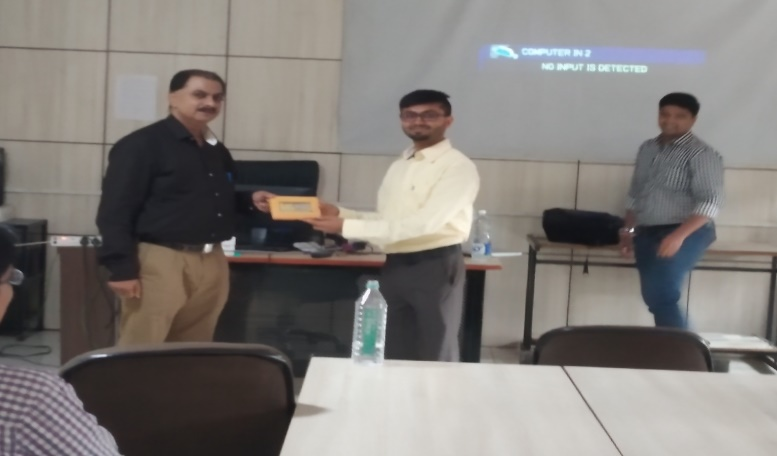 COMPUTER IN 2
NO INPUT IS DETECTED